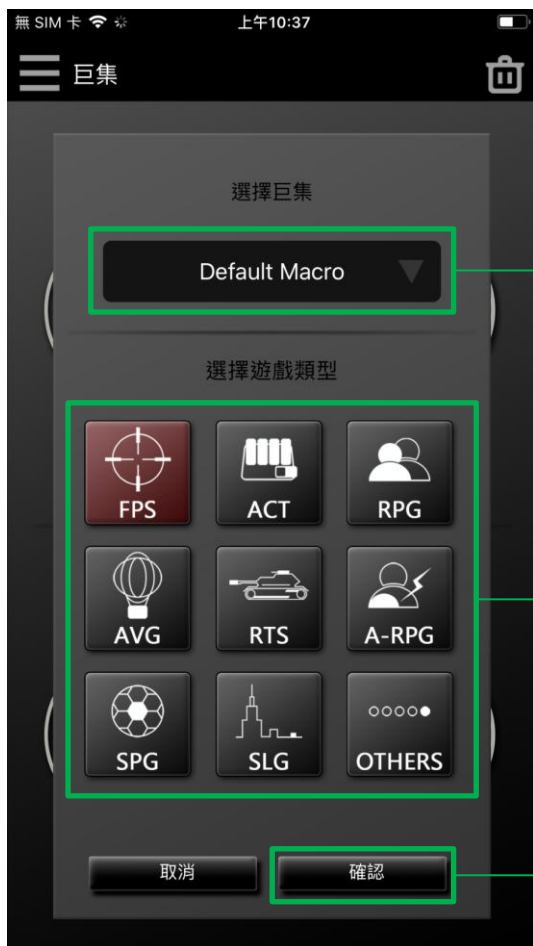 無 SIM 卡 上午10:37
巨集
選擇巨集
Default Macro
選擇遊戲類型
FPS ACT RPG
AVG RTS A-RPG
SPG SLG OTHERS
取消 確認